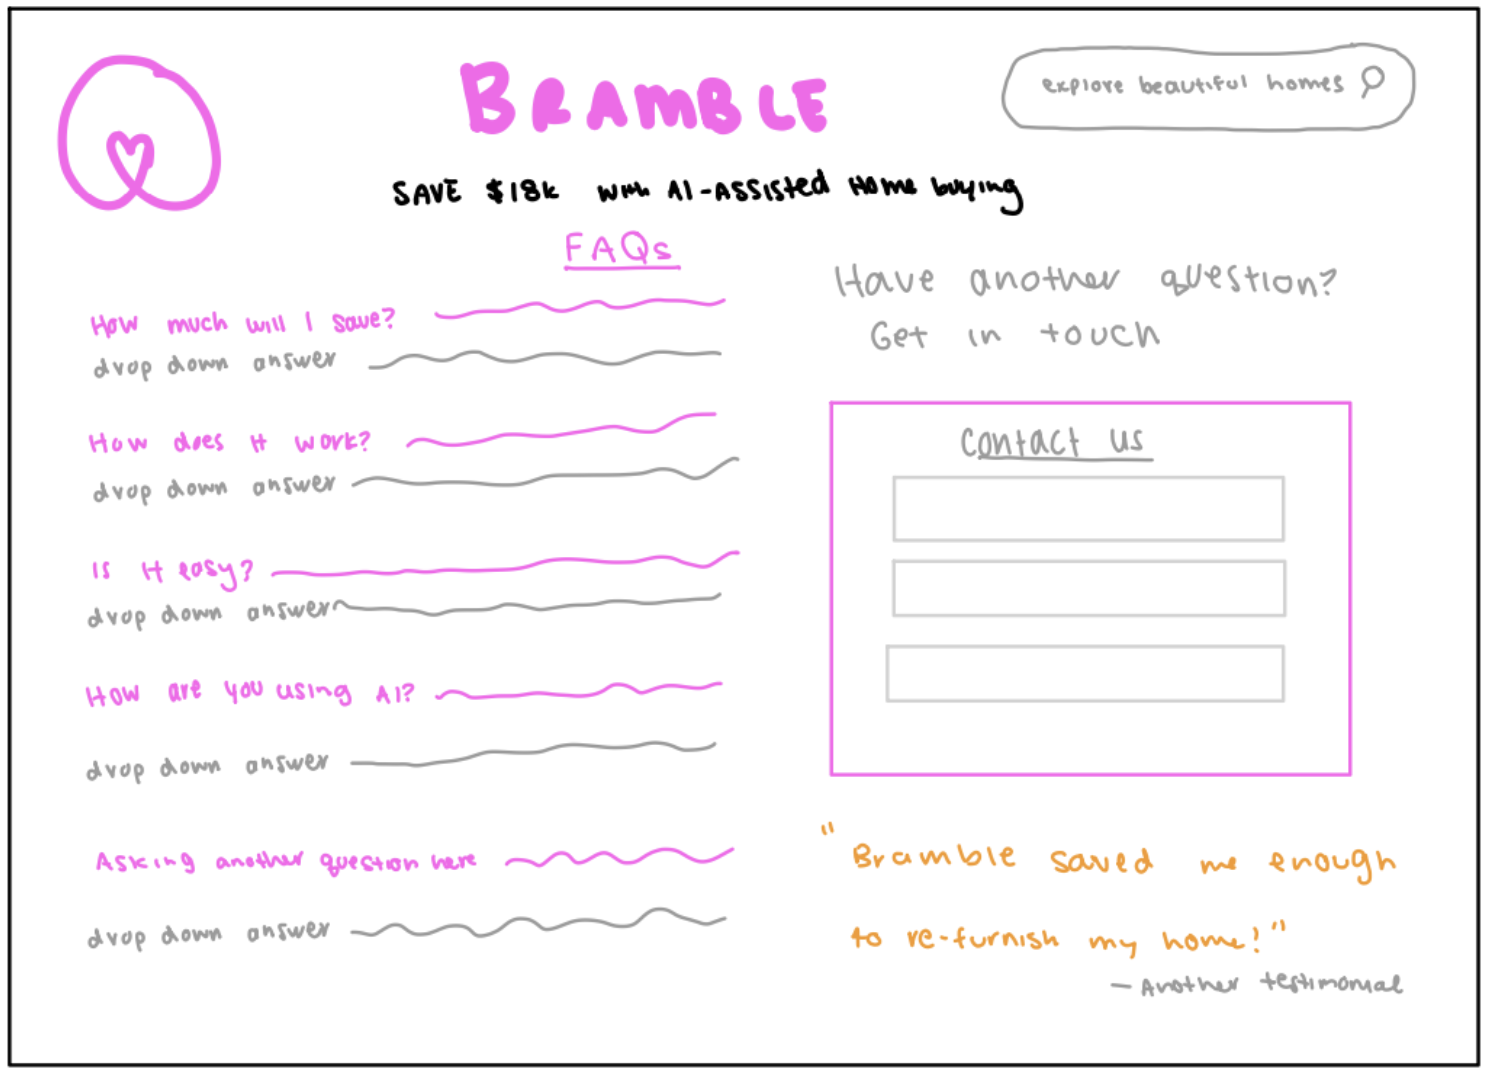 BRAMBLE
explore beautiful homes
SAVE $18k with AI-ASSISTED Home buying
FAQs
How much will I save?
drop down answer
How does it work?
drop down answer
Is it easy?
drop down answer
How are you using AI?
drop down answer
Asking another question here
drop down answer
Have another question?
Get in touch
Contact us
"Bramble saved me enough
to re-furnish my home!"
— Another testimonial